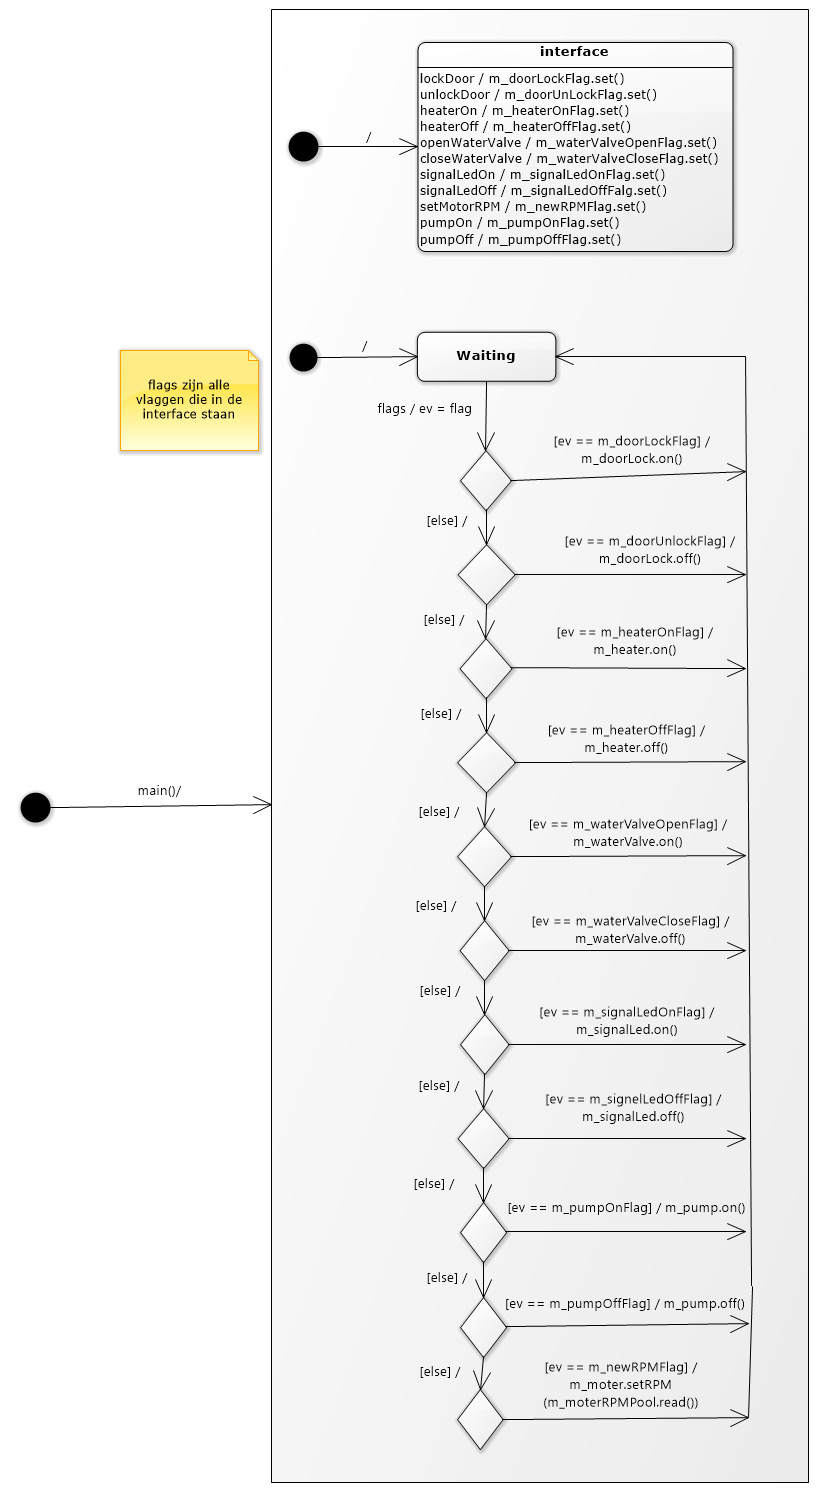 interface
lockDoor / m_doorLockFlag.set()
unlockDoor / m_doorUnLockFlag.set()
heaterOn / m_heaterOnFlag.set()
heaterOff / m_heaterOffFlag.set()
openWaterValve / m_waterValveOpenFlag.set()
closeWaterValve / m_waterValveCloseFlag.set()
signalLedOn / m_signalLedOnFlag.set()
signalLedOff / m_signalLedOffFalg.set()
setMotorRPM / m_newRPMFlag.set()
pumpOn / m_pumpOnFlag.set()
pumpOff / m_pumpOffFlag.set()
/
/
Waiting
flags zijn alle
vlaggen die in de
interface staan
flags / ev = flag
[ev == m_doorLockFlag] /
m_doorLock.on()
[else] /
[ev == m_doorUnlockFlag] /
m_doorLock.off()
[else] /
[ev == m_heaterOnFlag] /
m_heater.on()
[else] /
[ev == m_heaterOffFlag] /
m_heater.off()
main()/
[else] /
[ev == m_waterValveOpenFlag] /
m_waterValve.on()
[else] /
[ev == m_waterValveCloseFlag] /
m_waterValve.off()
[else] /
[ev == m_signalLedOnFlag] /
m_signalLed.on()
[else] /
[ev == m_signelLedOffFlag] /
m_signalLed.off()
[else] /
[ev == m_pumpOnFlag] / m_pump.on()
[else] /
[ev == m_pumpOffFlag] / m_pump.off()
[else] /
[ev == m_newRPMFlag] /
m_moter.setRPM
(m_moterRPMPool.read())